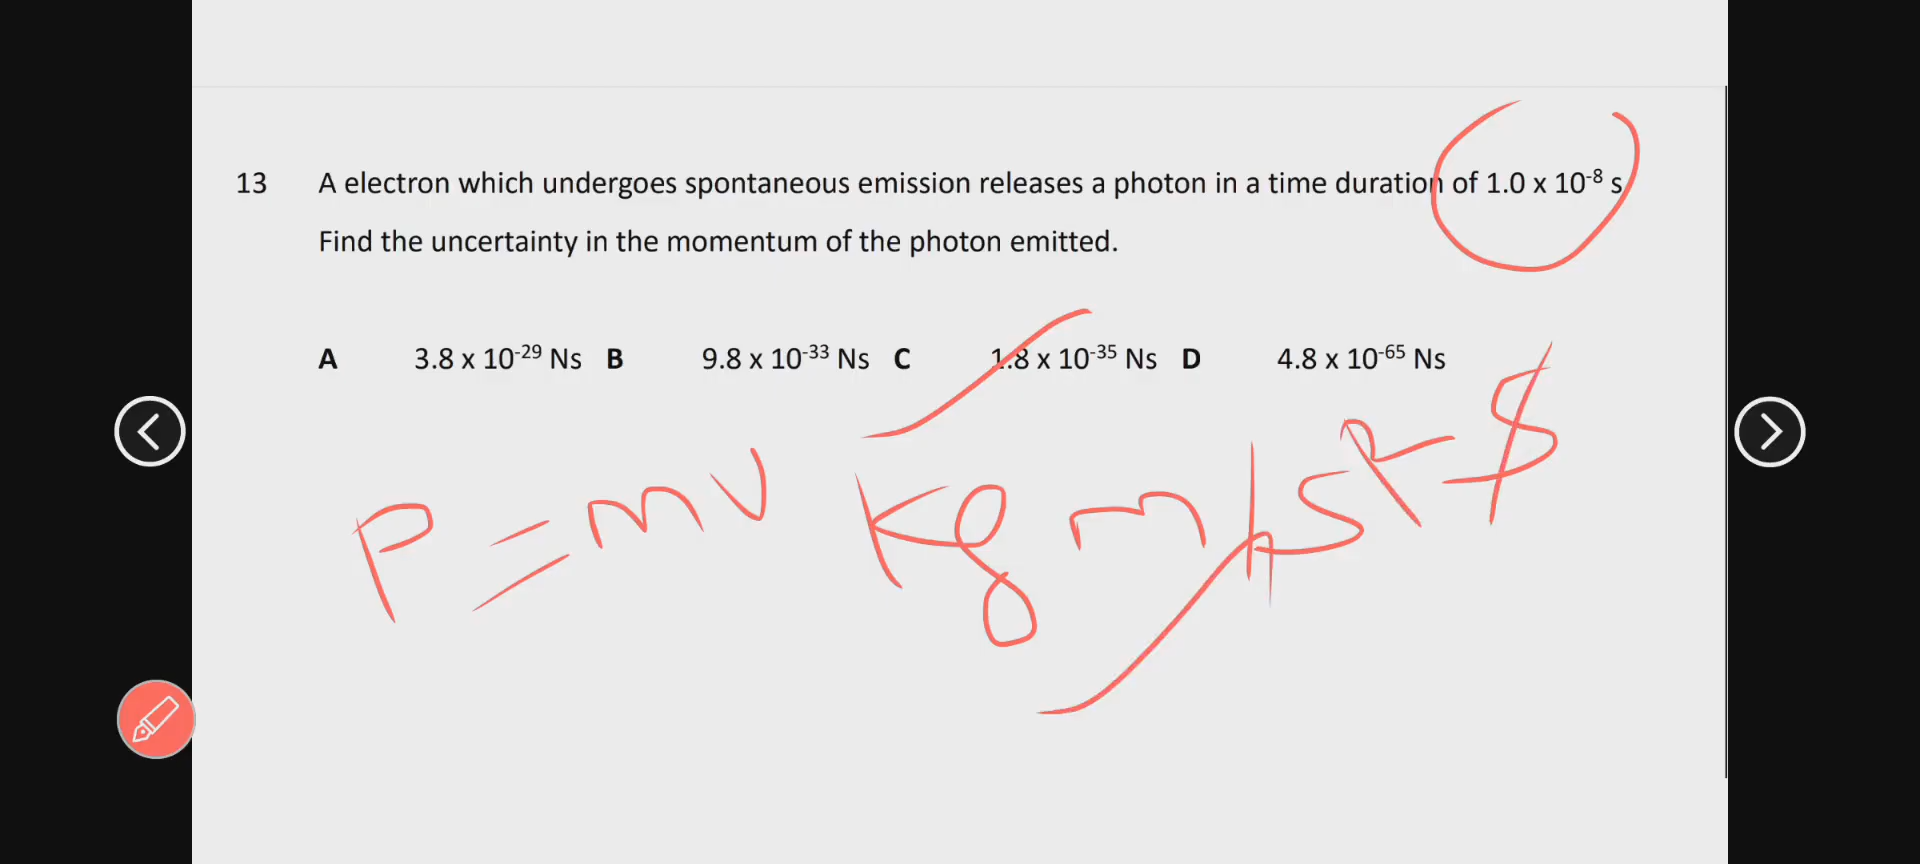 13 A electron which undergoes spontaneous emission releases a photon in a time duration of 1.0 x 10⁻⁸ s
Find the uncertainty in the momentum of the photon emitted.
A 3.8 x 10⁻²⁹ Ns B 9.8 x 10⁻³³ Ns C 1.8 x 10⁻³⁵ Ns D 4.8 x 10⁻⁶⁵ Ns
P = mv kg m/s² s